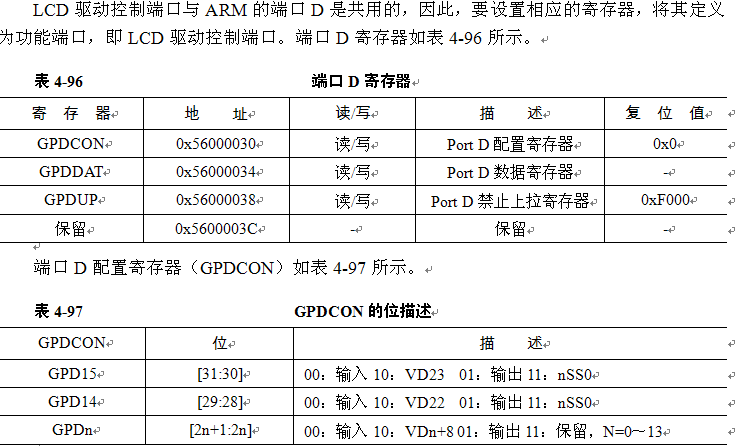 LCD 驱动控制端口与 ARM 的端口 D 是共用的，因此，要设置相应的寄存器，将其定义
为功能端口，即 LCD 驱动控制端口。端口 D 寄存器如表 4-96 所示。
表 4-96 端口 D 寄存器
寄 存 器 地 址 读/写 描 述 复 位 值
GPDCON 0x56000030 读/写 Port D 配置寄存器 0x0
GPDDAT 0x56000034 读/写 Port D 数据寄存器 -
GPDUP 0x56000038 读/写 Port D 禁止上拉寄存器 0xF000
保留 0x5600003C - 保留 -
端口 D 配置寄存器（GPDCON）如表 4-97 所示。
表 4-97 GPDCON 的位描述
GPDCON 位 描 述
GPD15 [31:30] 00：输入 10：VD23 01：输出 11：nSS0
GPD14 [29:28] 00：输入 10：VD22 01：输出 11：nSS0
GPDn [2n+1:2n] 00：输入 10：VDn+8 01：输出 11：保留，N=0～13